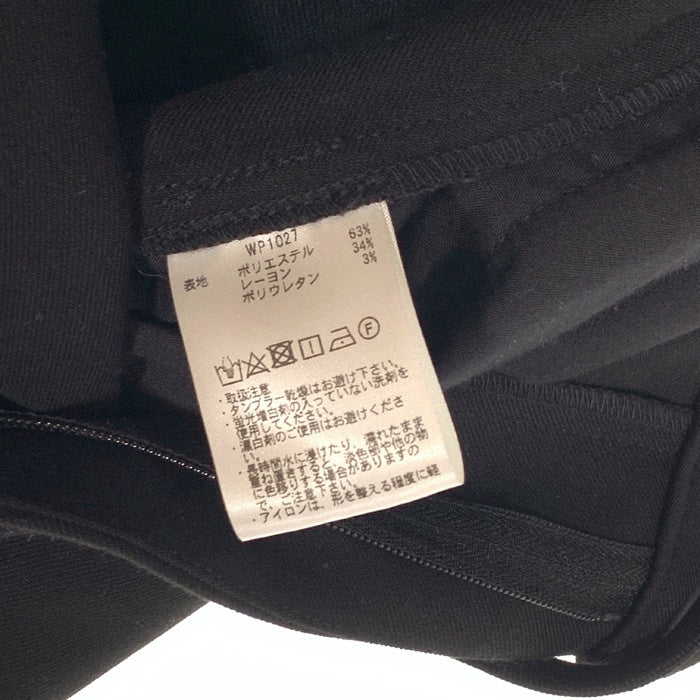 WP1027
表地 ポリエステル 63%
レーヨン 34%
ポリウレタン 3%
F
・取扱注意
・タンブラー乾燥はお避け下さい。
・蛍光増白剤の入っていない洗剤を
使用してください。
・漂白剤のご使用はお避けくださ
い。
・長時間水に浸けたり、濡れたまま
重ね置きすると、淡色部や他の物
に色移りする場合がありますの
で、ご注意下さい。
・アイロンは、形を整える程度に軽